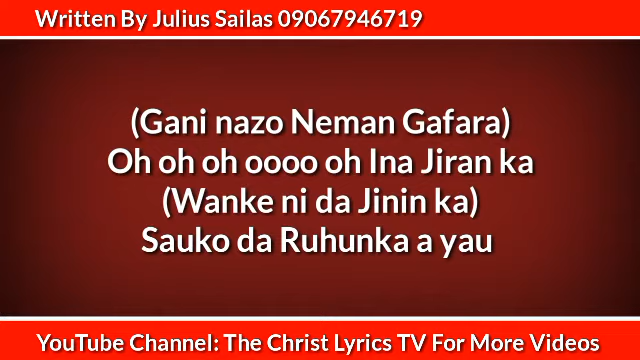 Written By Julius Sailas 09067946719
(Gani nazo Neman Gafara)
Oh oh oh oooo oh Ina Jiran ka
(Wanke ni da Jinin ka)
Sauko da Ruhunka a yau
YouTube Channel: The Christ Lyrics TV For More Videos